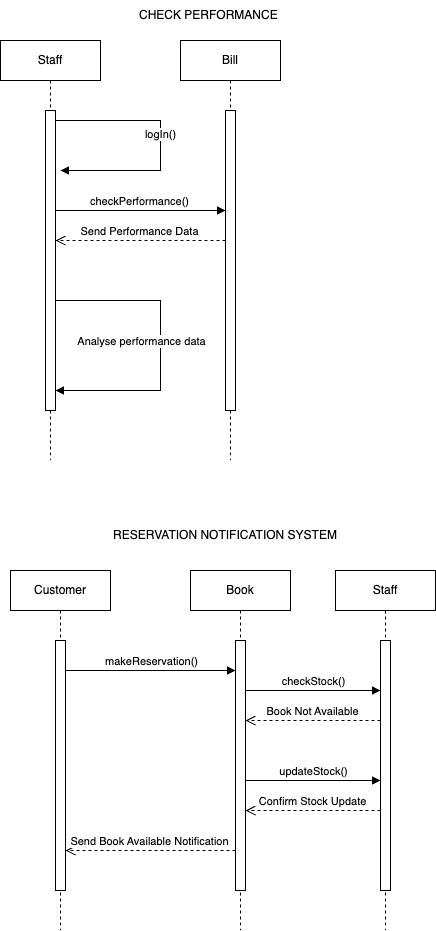 CHECK PERFORMANCE
Staff
Bill
logIn()
checkPerformance()
Send Performance Data
Analyse performance data
RESERVATION NOTIFICATION SYSTEM
Customer
Book
Staff
makeReservation()
checkStock()
Book Not Available
updateStock()
Confirm Stock Update
Send Book Available Notification